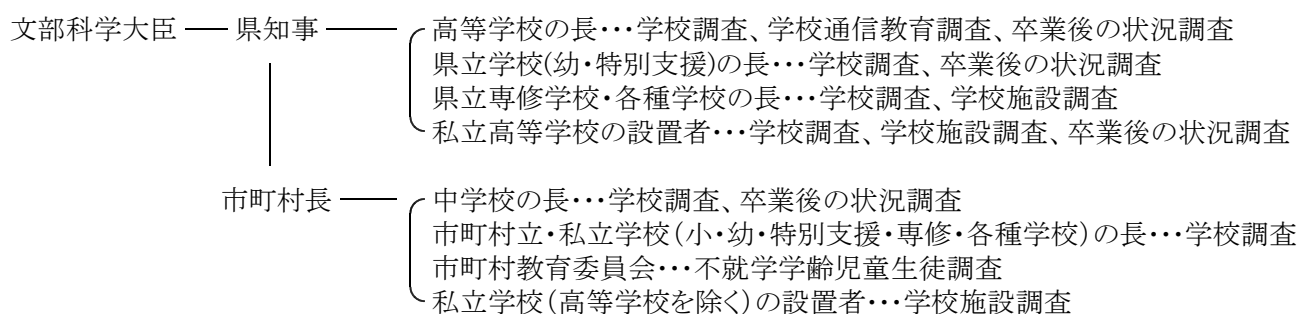 文部科学大臣 ── 県知事 ── 高等学校の長・・・学校調査、学校通信教育調査、卒業後の状況調査
県立学校(幼・特別支援)の長・・・学校調査、卒業後の状況調査
県立専修学校・各種学校の長・・・学校調査、学校施設調査
私立高等学校の設置者・・・学校調査、学校施設調査、卒業後の状況調査
市町村長 ── 中学校の長・・・学校調査、卒業後の状況調査
市町村立・私立学校(小・幼・特別支援・専修・各種学校)の長・・・学校調査
市町村教育委員会・・・不就学学齢児童生徒調査
私立学校(高等学校を除く)の設置者・・・学校施設調査